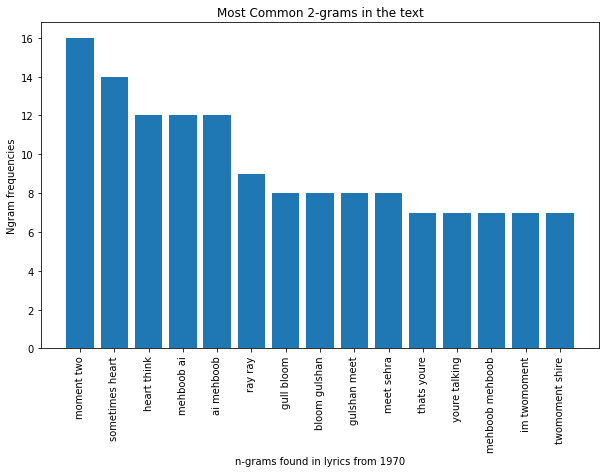 Most Common 2-grams in the text
Ngram frequencies
16
14
12
10
8
6
4
2
0
moment two
sometimes heart
heart think
mehboob ai
ai mehboob
ray ray
gull bloom
bloom gulshan
gulshan meet
meet sehra
thats youre
youre talking
mehboob mehboob
im twomoment
twomoment shire
n-grams found in lyrics from 1970